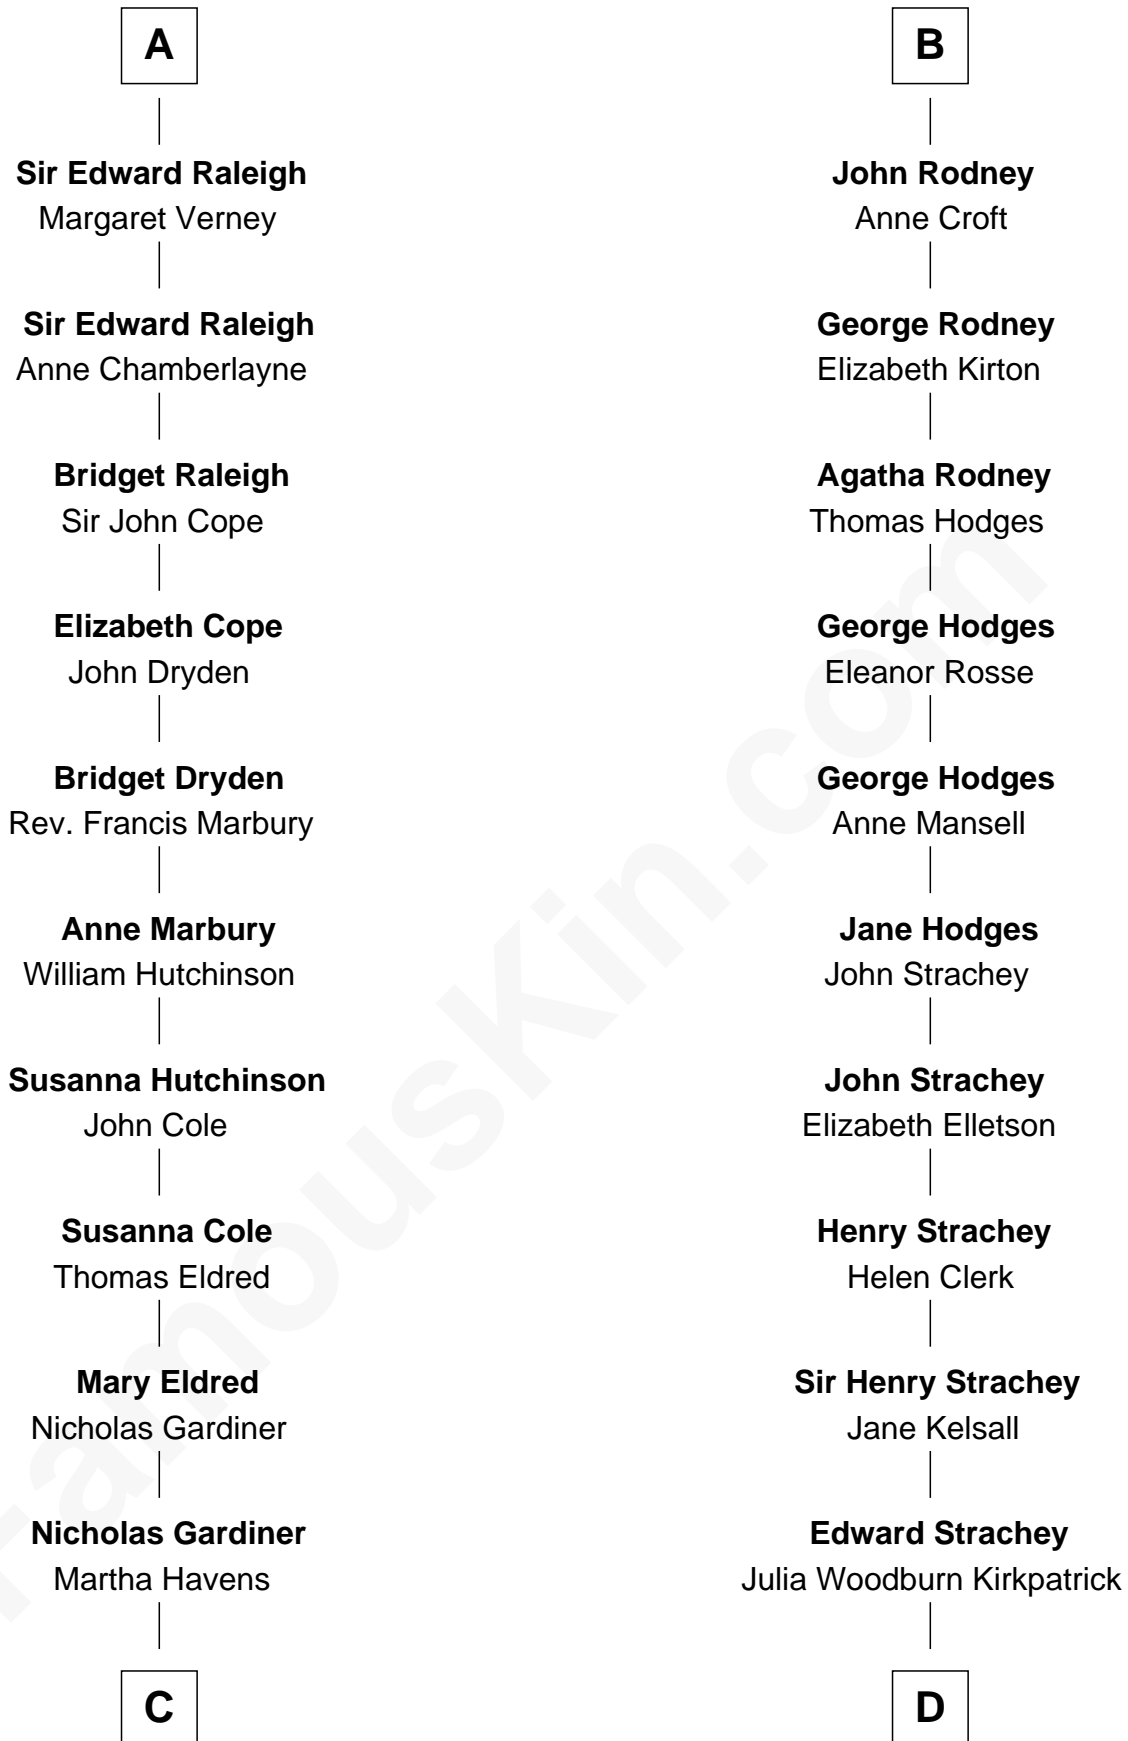 A
Sir Edward Raleigh
Margaret Verney
Sir Edward Raleigh
Anne Chamberlayne
Bridget Raleigh
Sir John Cope
Elizabeth Cope
John Dryden
Bridget Dryden
Rev. Francis Marbury
Anne Marbury
William Hutchinson
Susanna Hutchinson
John Cole
Susanna Cole
Thomas Eldred
Mary Eldred
Nicholas Gardiner
Nicholas Gardiner
Martha Havens
C
B
John Rodney
Anne Croft
George Rodney
Elizabeth Kirton
Agatha Rodney
Thomas Hodges
George Hodges
Eleanor Rosse
George Hodges
Anne Mansell
Jane Hodges
John Strachey
John Strachey
Elizabeth Elletson
Henry Strachey
Helen Clerk
Sir Henry Strachey
Jane Kelsall
Edward Strachey
Julia Woodburn Kirkpatrick
D
FamousKin.com